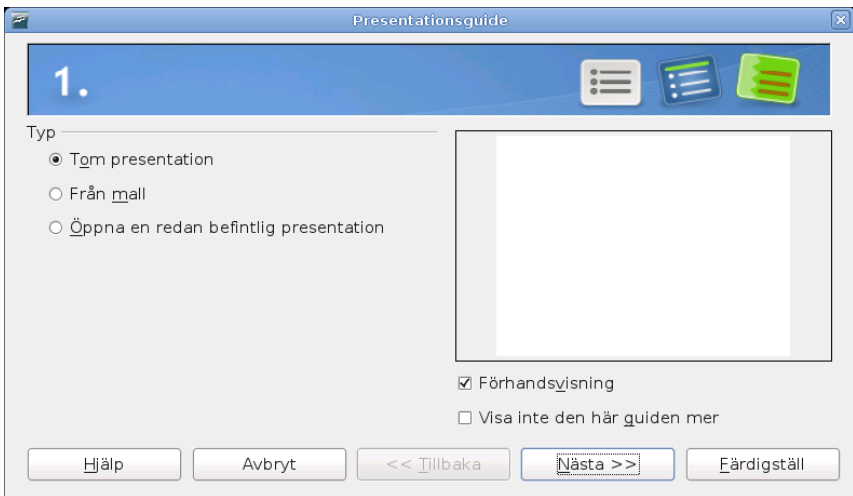 Presentationsguide
1.
Typ
Tom presentation
Från mall
Öppna en redan befintlig presentation
Förhandsvisning
Visa inte den här guiden mer
Hjälp
Avbryt
<< Tillbaka
Nästa >>
Färdigställ